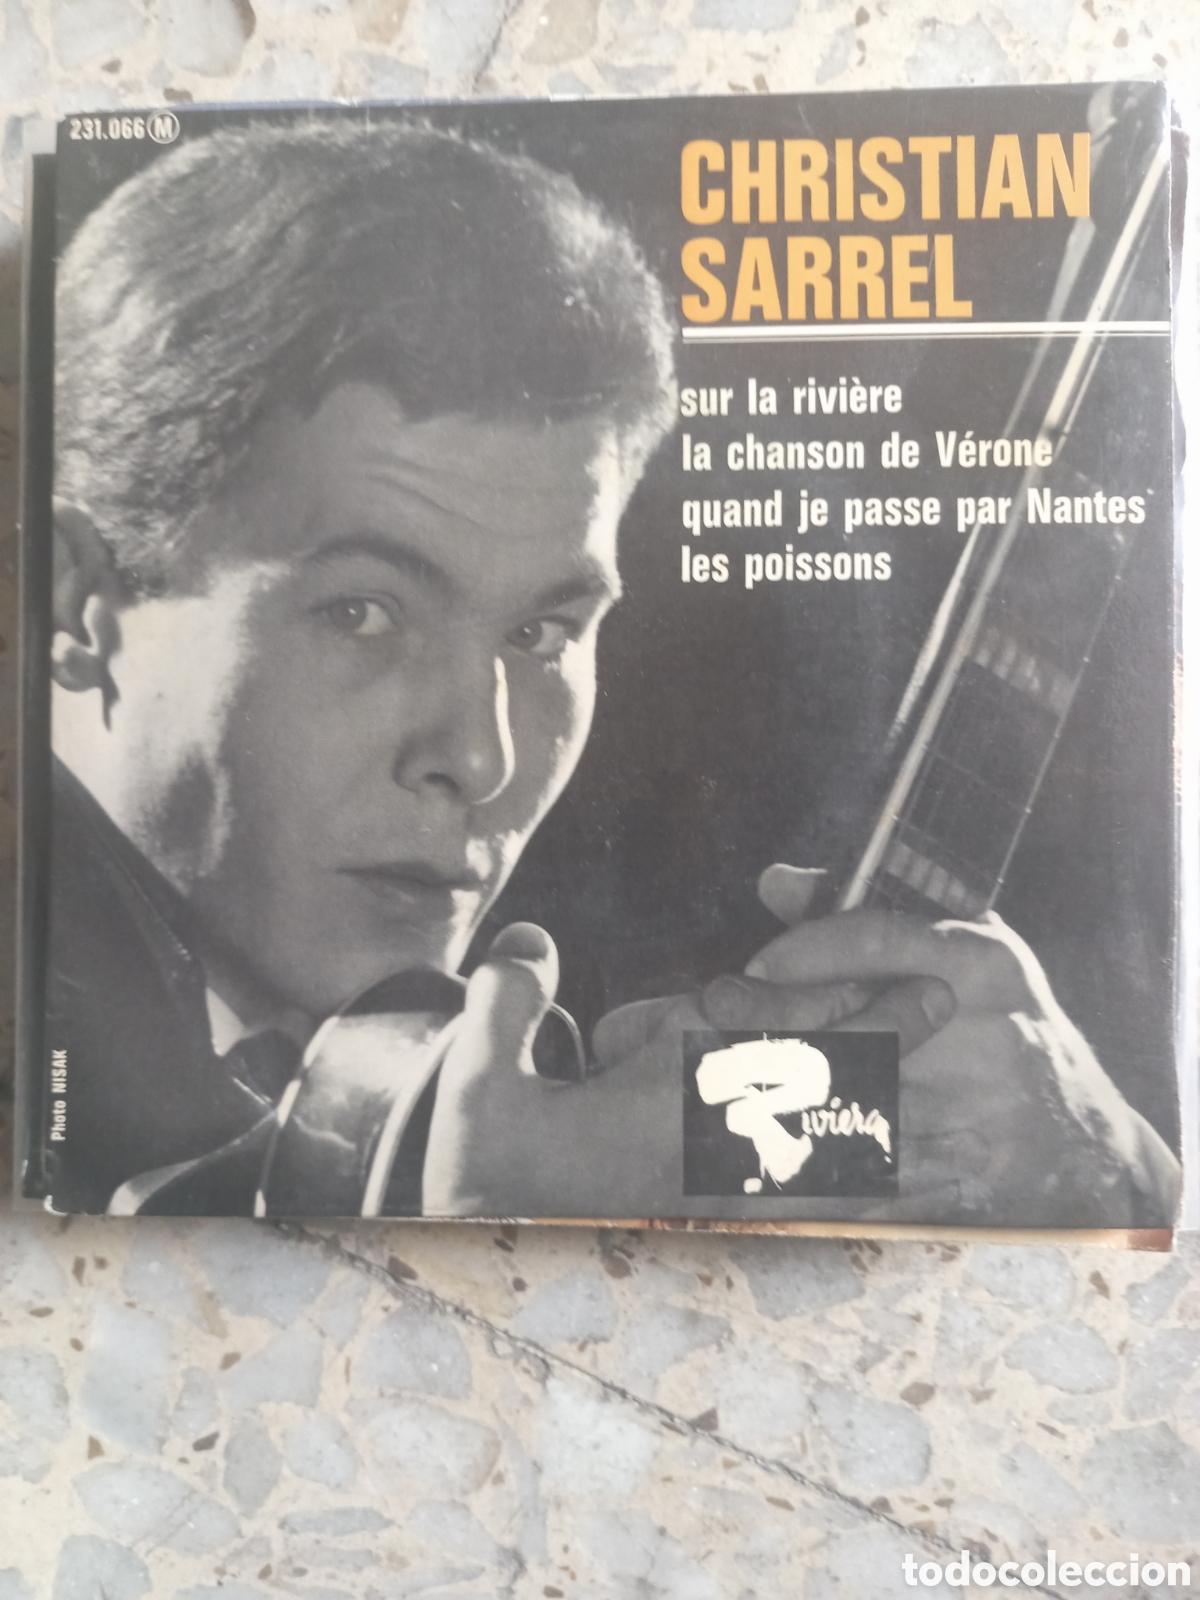 231.066 M
CHRISTIAN
SARREL
sur la rivière
la chanson de Vérone
quand je passe par Nantes
les poissons
Photo NISAK
Riviera
todocoleccion